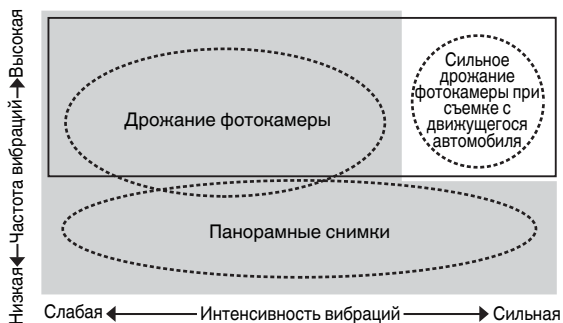 Низкая
Частота вибраций
Высокая
Дрожание фотокамеры
Сильное
дрожание
фотокамеры при
съемке с
движущегося
автомобиля
Панорамные снимки
Слабая
Интенсивность вибраций
Сильная